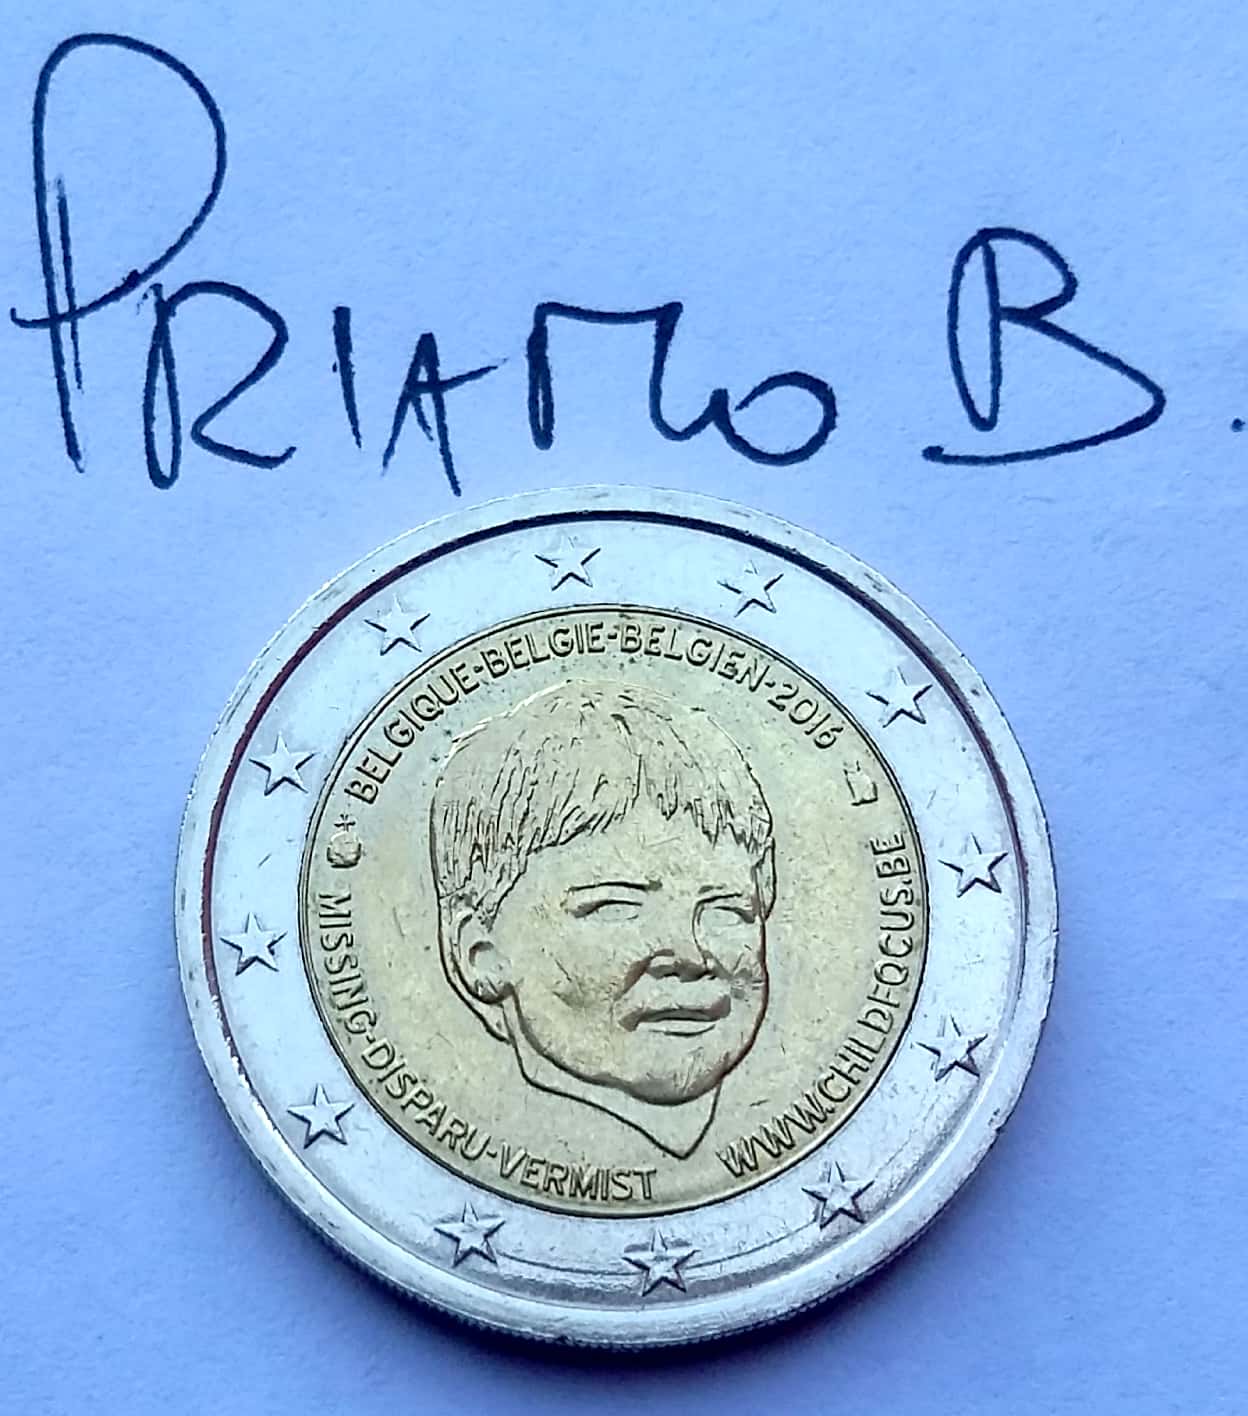 PRIAMO B.
BELGIQUE-BELGIE-BELGIEN-2016
MISSING-DISPARU-VERMIST
WWW.CHILDFOCUS.BE